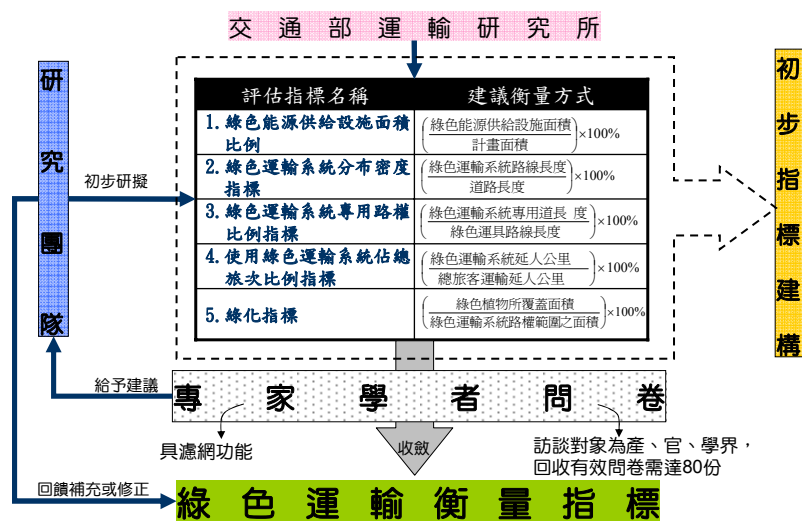 交通部運輸研究所
研究團隊
初步研擬
評估指標名稱
建議衡量方式
1. 綠色能源供給設施面積
比例
(綠色能源供給設施面積/計畫面積)×100%
2. 綠色運輸系統分布密度
指標
(綠色運輸系統路線長度/道路長度)×100%
3. 綠色運輸系統專用路權
比例指標
(綠色運輸系統專用道長 度/綠色運具路線長度)×100%
4. 使用綠色運輸系統佔總
旅次比例指標
(綠色運輸系統延人公里/總旅客運輸延人公里)×100%
5. 綠化指標
(綠色植物所覆蓋面積/綠色運輸系統路權範圍之面積)×100%
初步指標建構
給予建議
專家學者問卷
具濾網功能
收斂
訪談對象為產、官、學界，
回收有效問卷需達80份
回饋補充或修正
綠色運輸衡量指標